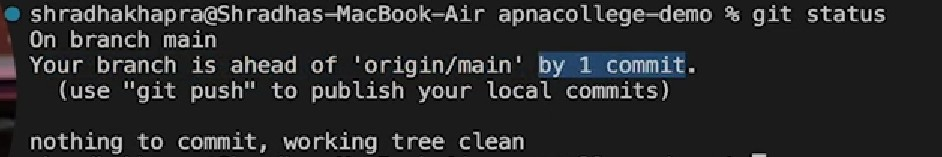 shradhakhapra@Shradhas-MacBook-Air apnacollege-demo % git status
On branch main
Your branch is ahead of 'origin/main' by 1 commit.
(use "git push" to publish your local commits)
nothing to commit, working tree clean